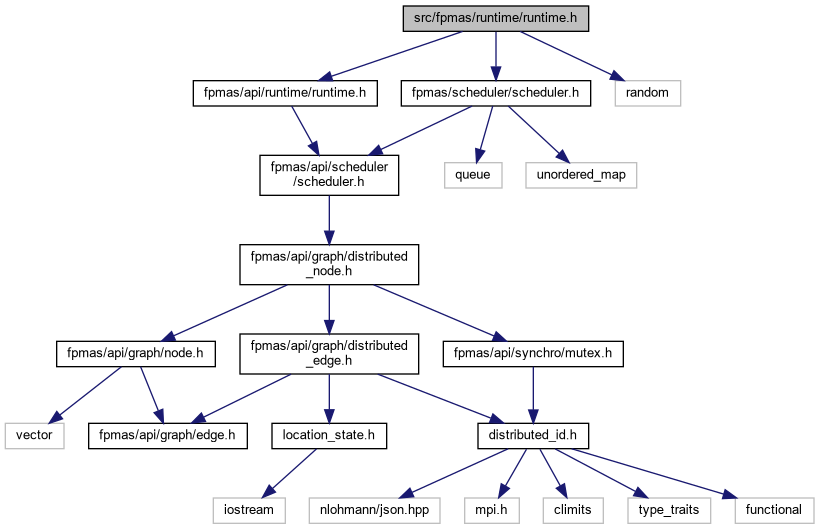 src/fpmas/runtime/runtime.h
fpmas/api/runtime/runtime.h
fpmas/scheduler/scheduler.h
random
fpmas/api/scheduler
/scheduler.h
queue
unordered_map
fpmas/api/graph/distributed
_node.h
fpmas/api/graph/node.h
fpmas/api/graph/distributed
_edge.h
fpmas/api/synchro/mutex.h
vector
fpmas/api/graph/edge.h
location_state.h
distributed_id.h
iostream
nlohmann/json.hpp
mpi.h
climits
type_traits
functional